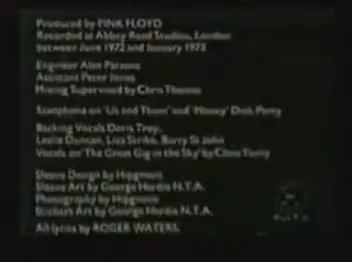 Produced by PINK FLOYD
Recorded at Abbey Road Studios, London
between June 1972 and January 1973
Engineer Alan Parsons
Assistant Peter James
Mixing Supervised by Chris Thomas
Saxophone on 'Us and Them' and 'Money' Dick Parry
Backing Vocals Doris Troy,
Leslie Duncan, Liza Strike, Barry St John
Vocals on 'The Great Gig in the Sky' by Clare Torry
Sleeve Design by Hipgnosis
Sleeve Art by George Hardie N.T.A.
Photography by Hipgnosis
Stickers Art by George Hardie N.T.A.
All lyrics by ROGER WATERS.